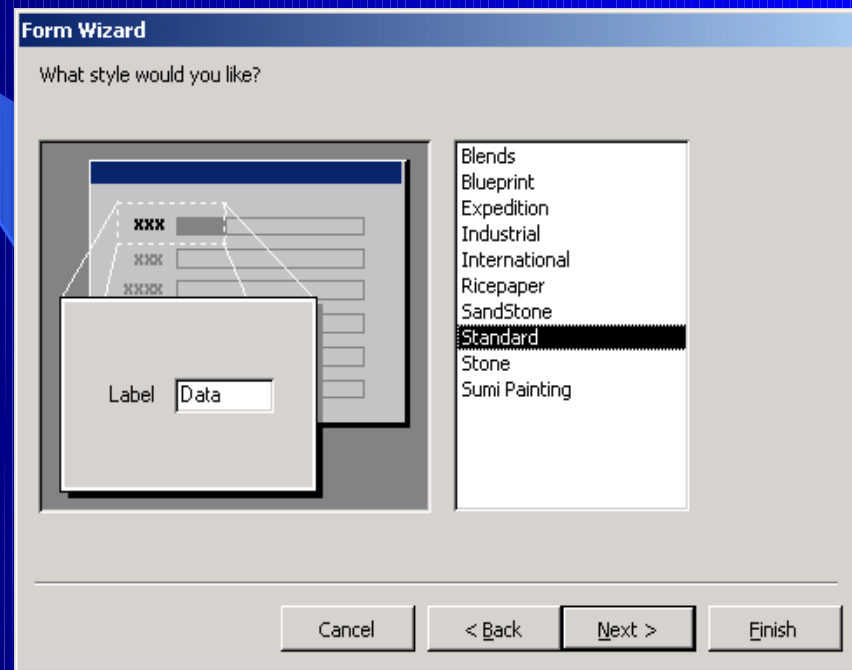 Form Wizard
What style would you like?
xxx
xxx
xxxx
Label Data
Blends
Blueprint
Expedition
Industrial
International
Ricepaper
SandStone
Standard
Stone
Sumi Painting
Cancel < Back Next > Finish